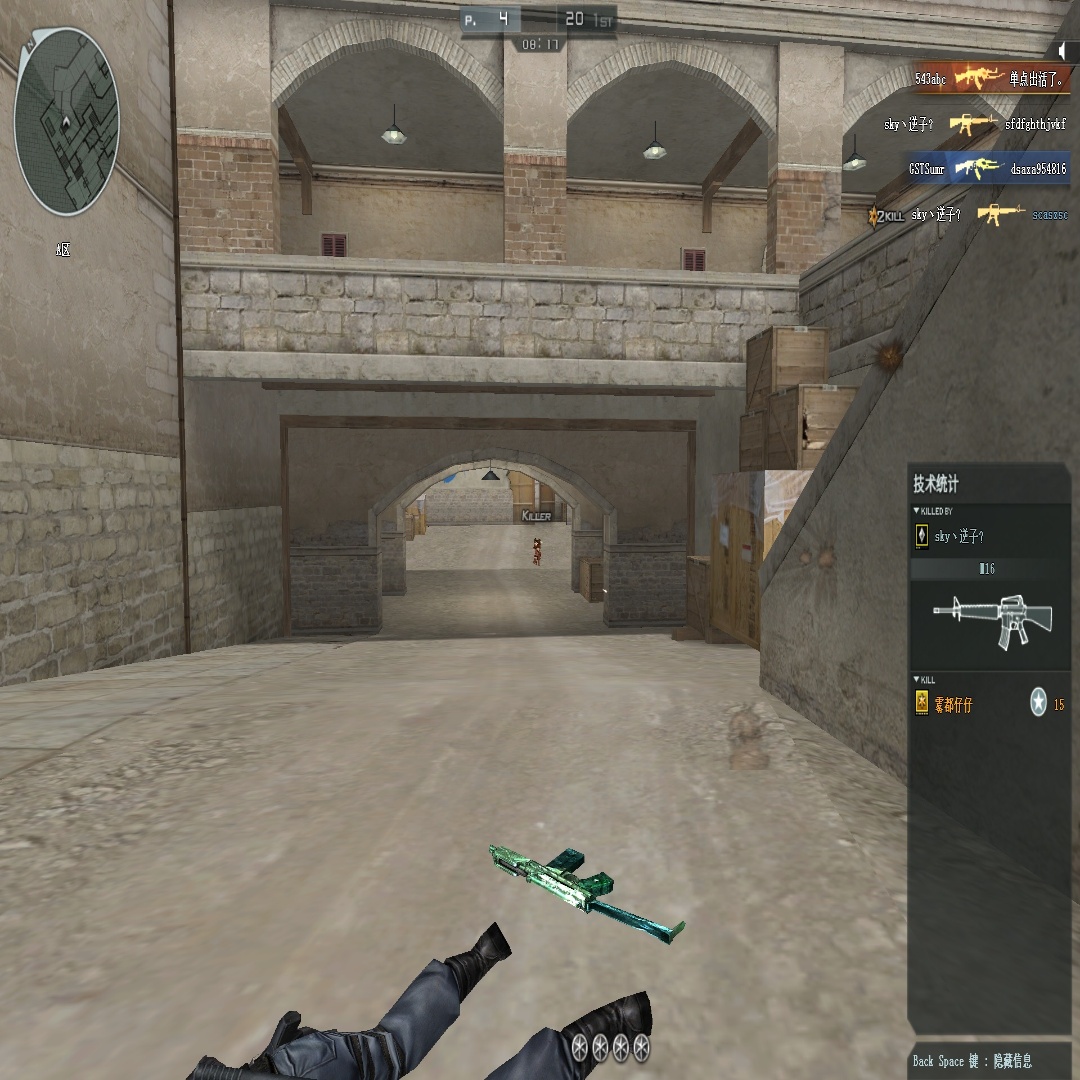 P. 4 20 1ST
08:17
N
A区
543abc 单点出活了。
sky丶逆子? sfdfghthjvkf
GSTSumr dsaza954816
2KILL sky丶逆子? scaszsc
KILLER
技术统计
▼KILLED BY
sky丶逆子?
M16
▼KILL
雾都仔仔 15
Back Space 键 : 隐藏信息